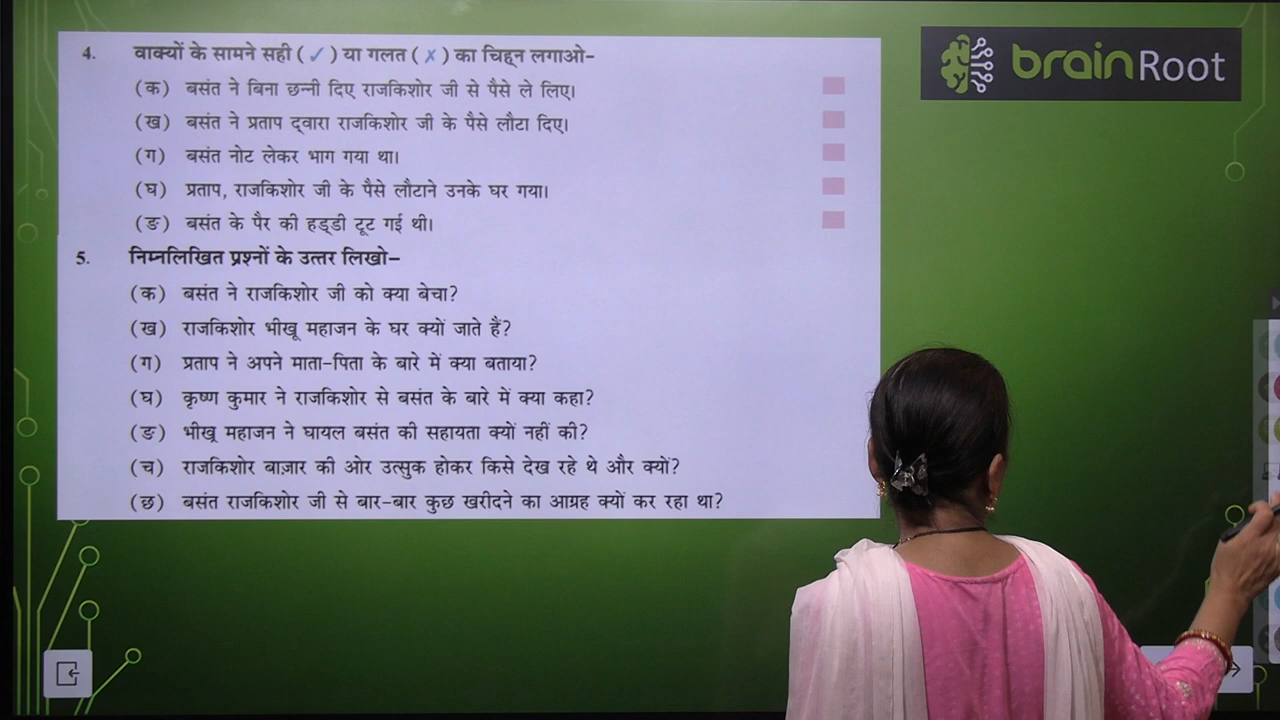 brainRoot
4. वाक्यों के सामने सही ( ✓ ) या गलत ( ✗ ) का चिह्‌न लगाओ–
(क) बसंत ने बिना छन्नी दिए राजकिशोर जी से पैसे ले लिए।
(ख) बसंत ने प्रताप द्‌वारा राजकिशोर जी के पैसे लौटा दिए।
(ग) बसंत नोट लेकर भाग गया था।
(घ) प्रताप, राजकिशोर जी के पैसे लौटाने उनके घर गया।
(ङ) बसंत के पैर की हड्‌डी टूट गई थी।
5. निम्नलिखित प्रश्नों के उत्तर लिखो–
(क) बसंत ने राजकिशोर जी को क्या बेचा?
(ख) राजकिशोर भीखू महाजन के घर क्यों जाते हैं?
(ग) प्रताप ने अपने माता-पिता के बारे में क्या बताया?
(घ) कृष्ण कुमार ने राजकिशोर से बसंत के बारे में क्या कहा?
(ङ) भीखू महाजन ने घायल बसंत की सहायता क्यों नहीं की?
(च) राजकिशोर बाज़ार की ओर उत्सुक होकर किसे देख रहे थे और क्यों?
(छ) बसंत राजकिशोर जी से बार-बार कुछ खरीदने का आग्रह क्यों कर रहा था?